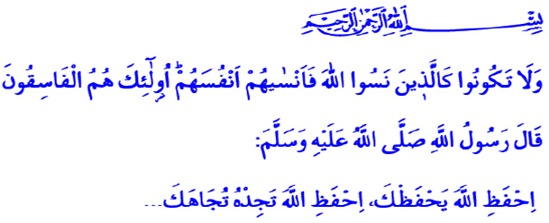 بِسْمِ اللّٰهِ الرَّحْمٰنِ الرَّحِيمِ
وَلَا تَكُونُوا كَالَّذ۪ينَ نَسُوا اللّٰهَ فَاَنْسٰيهُمْ اَنْفُسَهُمْۜ اُو۬لٰٓئِكَ هُمُ الْفَاسِقُونَ
قَالَ رَسُولُ اللَّهِ صَلَّى اللَّهُ عَلَيْهِ وَسَلَّمَ:
اِحْفَظِ اللَّهَ يَحْفَظْكَ، اِحْفَظِ اللَّهَ تَجِدْهُ تُجَاهَكَ...